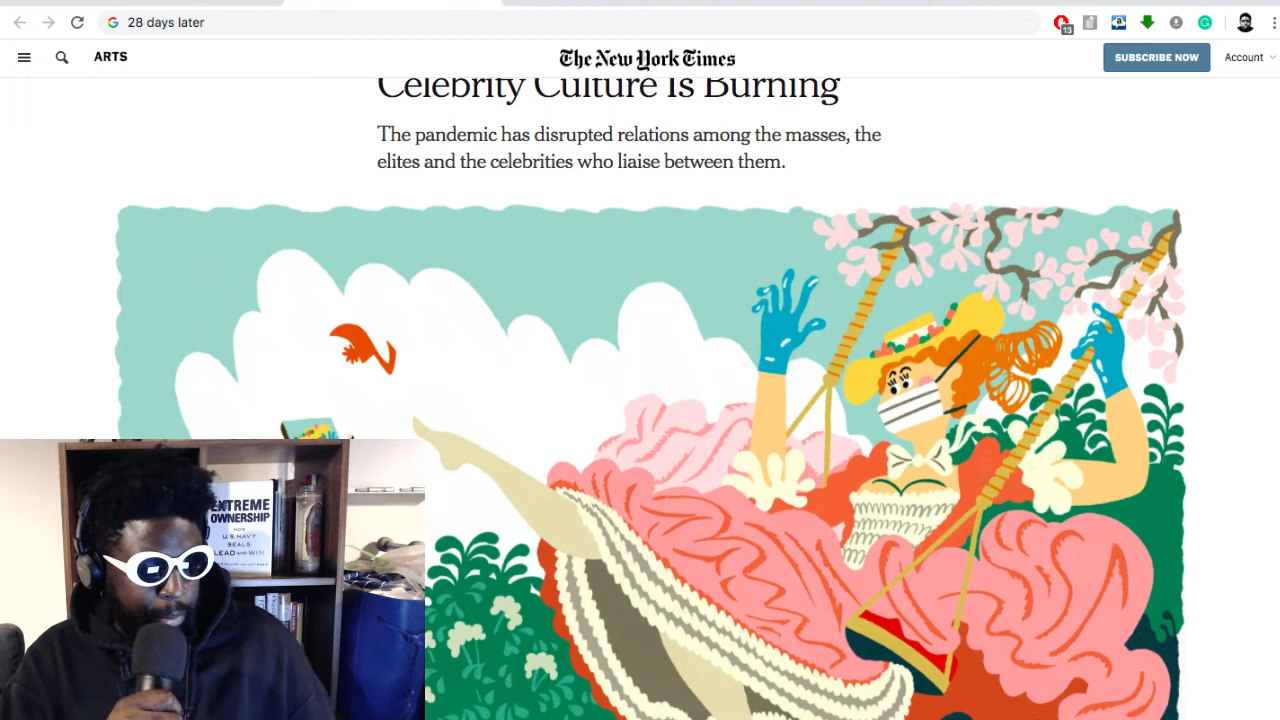 28 days later
13
ARTS
The New York Times
SUBSCRIBE NOW
Account
Celebrity Culture Is Burning
The pandemic has disrupted relations among the masses, the
elites and the celebrities who liaise between them.
EXTREME
OWNERSHIP
HOW
U.S. NAVY
SEALS
LEAD AND WIN